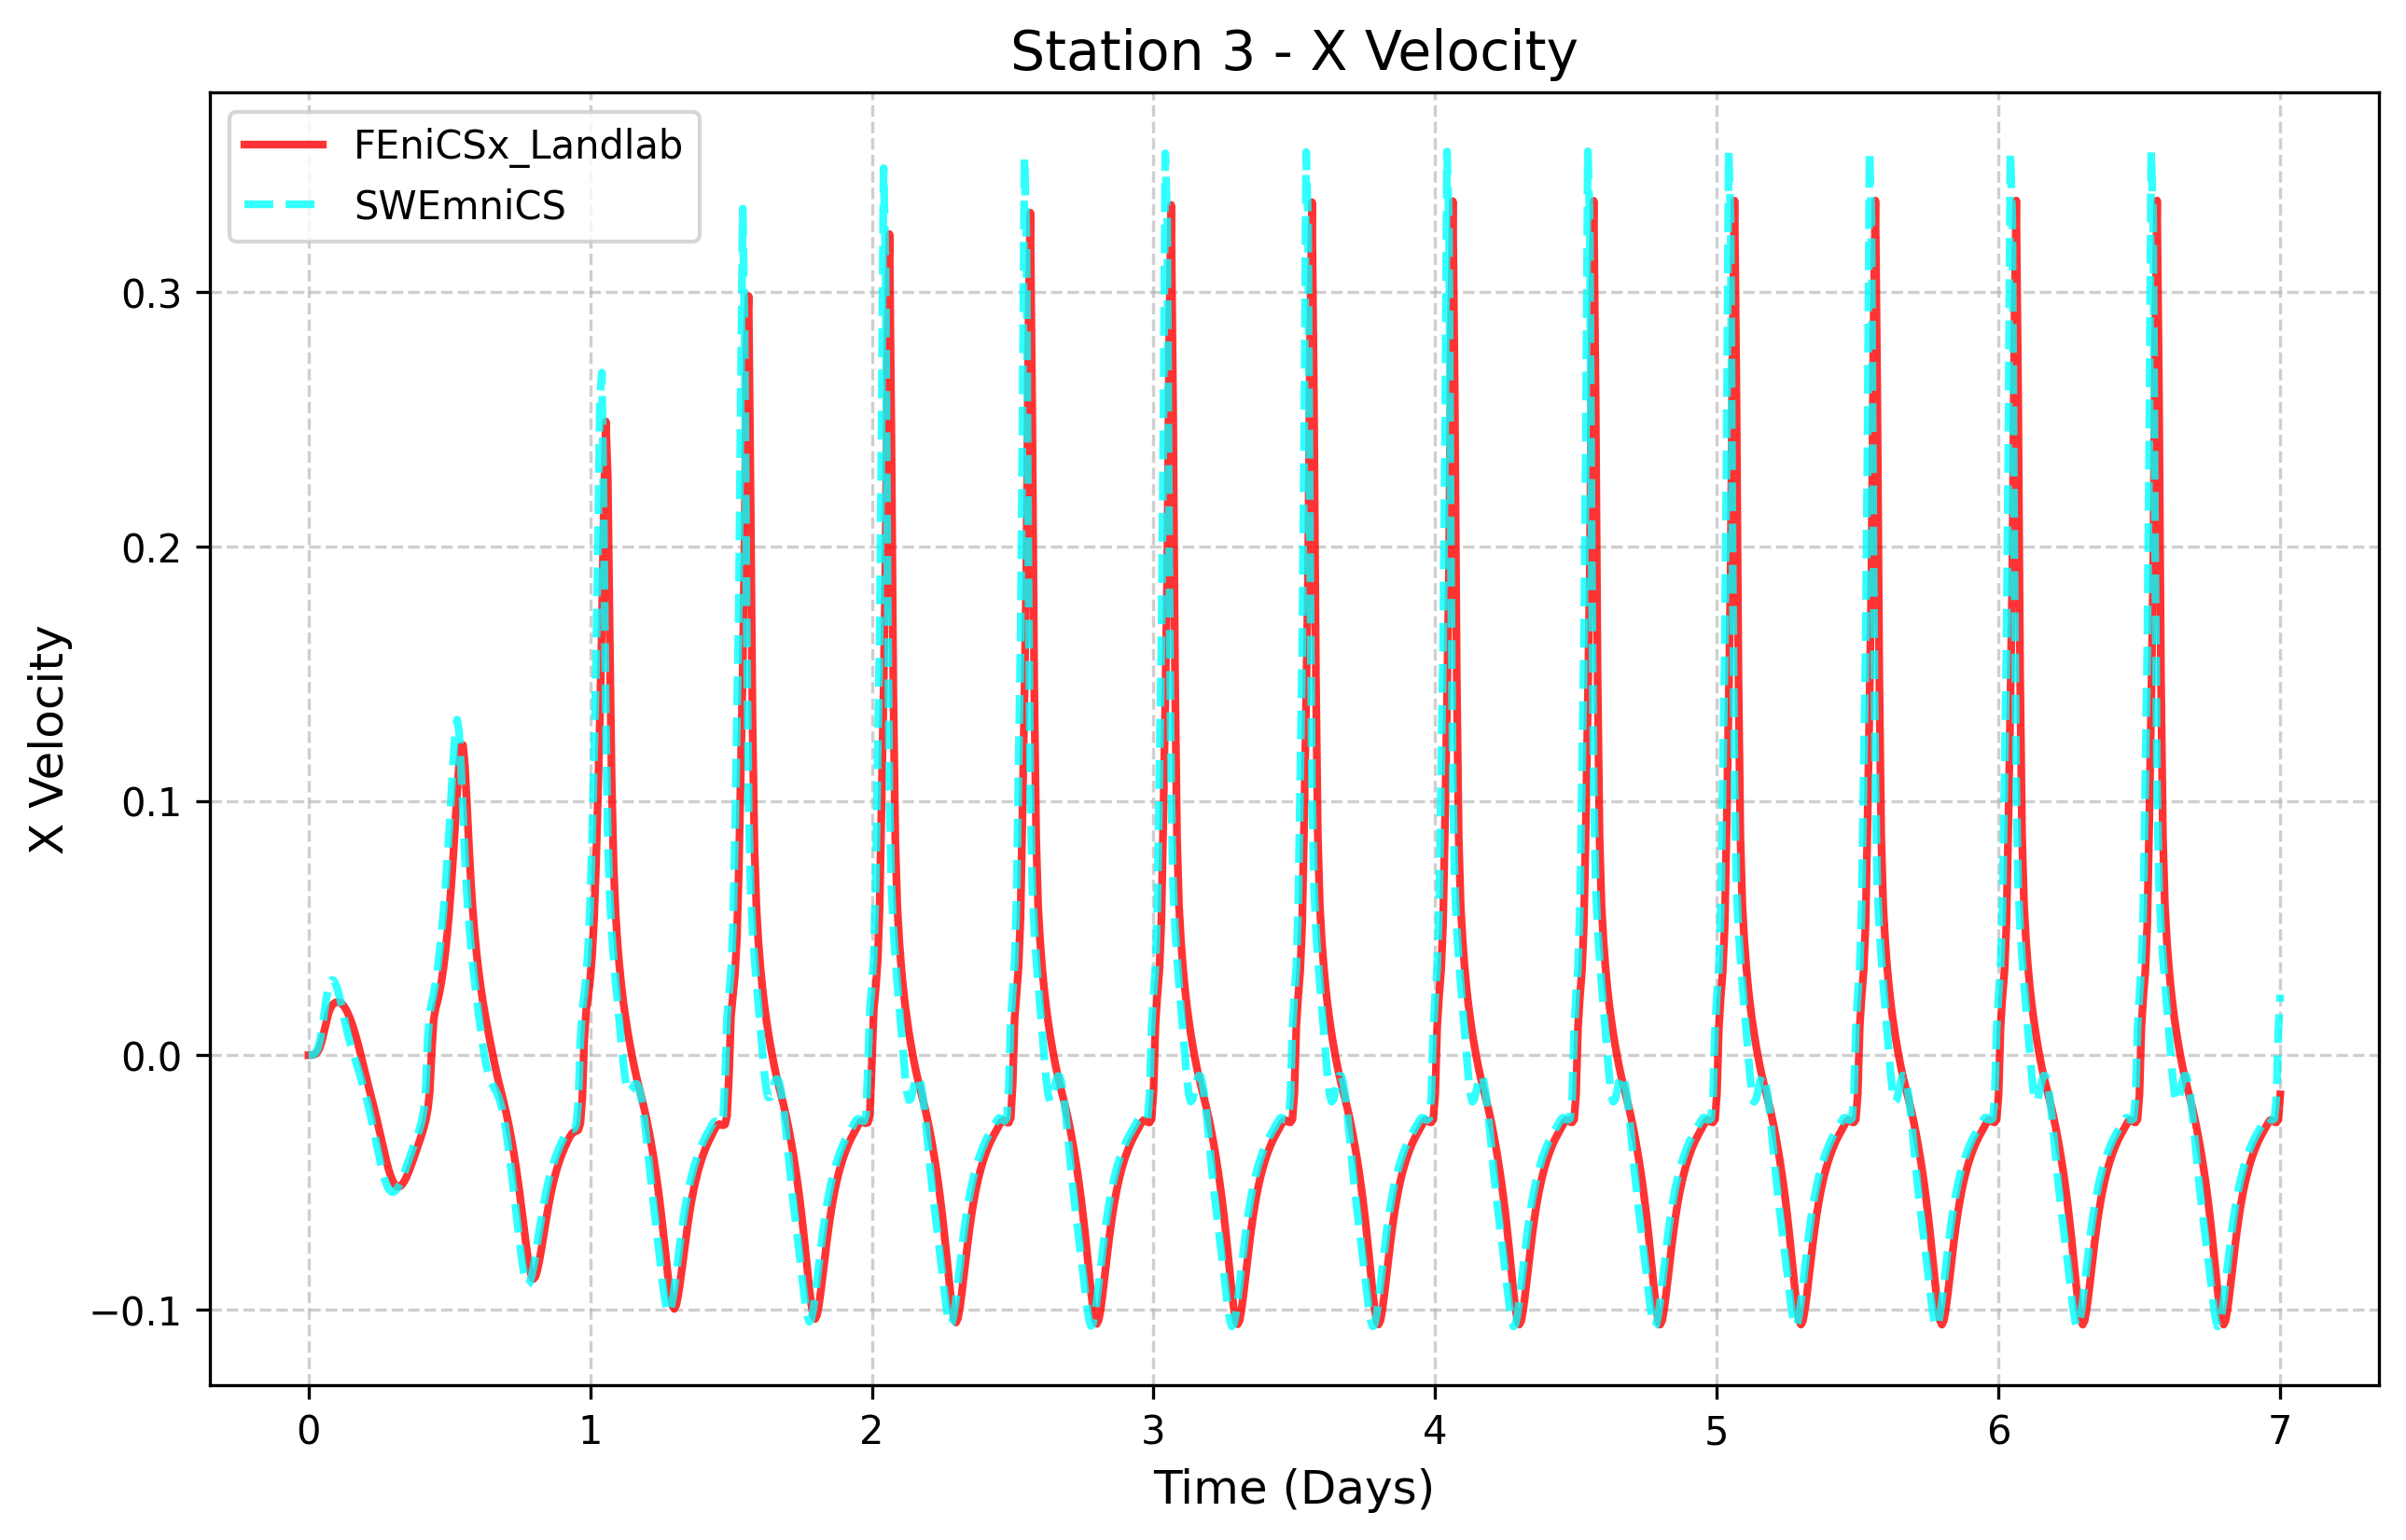 Station 3 - X Velocity
FEniCSx_Landlab
SWEmniCS
0.3
0.2
0.1
0.0
−0.1
X Velocity
0 1 2 3 4 5 6 7
Time (Days)